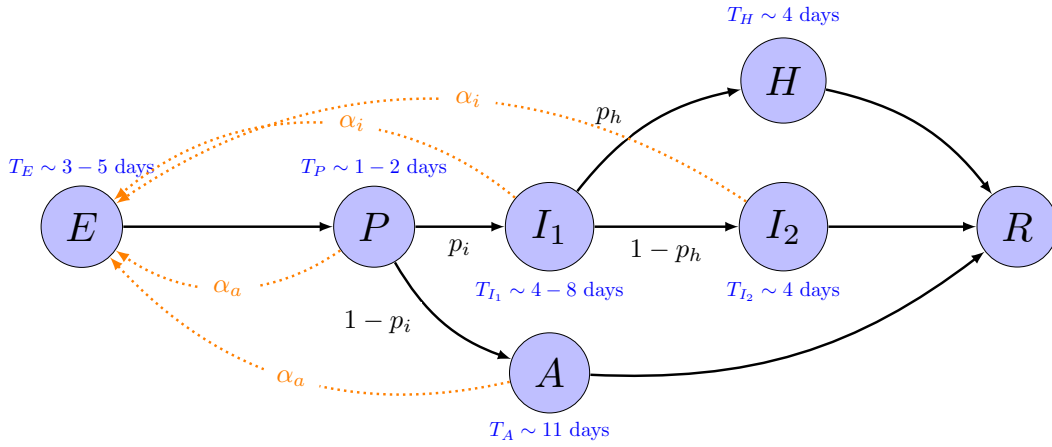 T_H ∼ 4 days
H
α_i
p_h
α_i
T_E ∼ 3 − 5 days
T_P ∼ 1 − 2 days
E
P
I_1
I_2
R
p_i
1 − p_h
α_a
T_{I_1} ∼ 4 − 8 days
T_{I_2} ∼ 4 days
1 − p_i
A
α_a
T_A ∼ 11 days